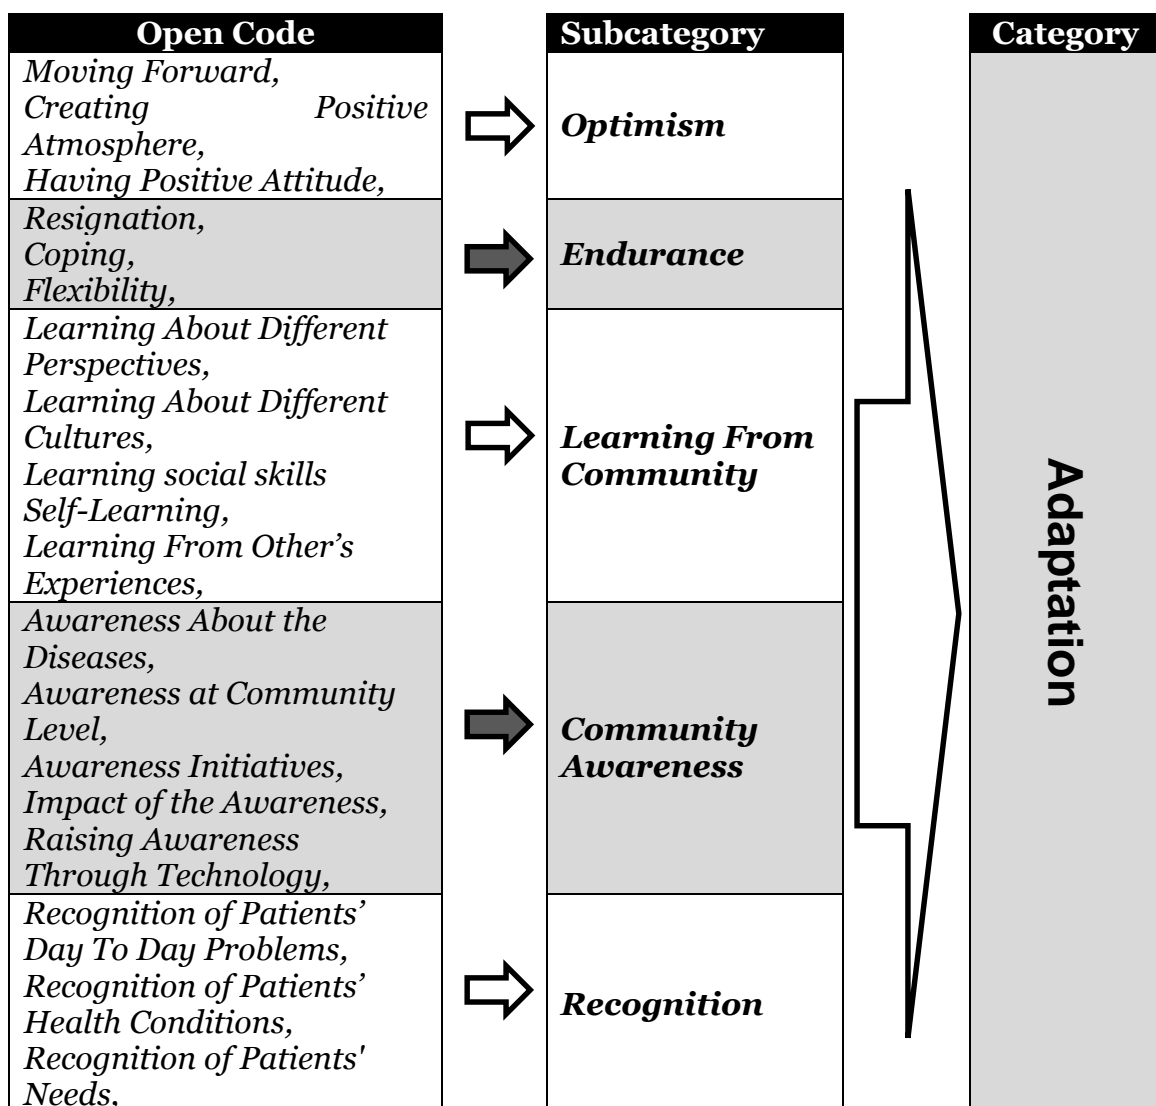 Open Code
Subcategory
Category
Moving Forward,
Creating Positive
Atmosphere,
Having Positive Attitude,
Optimism
Resignation,
Coping,
Flexibility,
Endurance
Learning About Different
Perspectives,
Learning About Different
Cultures,
Learning social skills
Self-Learning,
Learning From Other’s
Experiences,
Learning From
Community
Awareness About the
Diseases,
Awareness at Community
Level,
Awareness Initiatives,
Impact of the Awareness,
Raising Awareness
Through Technology,
Community
Awareness
Recognition of Patients’
Day To Day Problems,
Recognition of Patients’
Health Conditions,
Recognition of Patients'
Needs,
Recognition
Adaptation